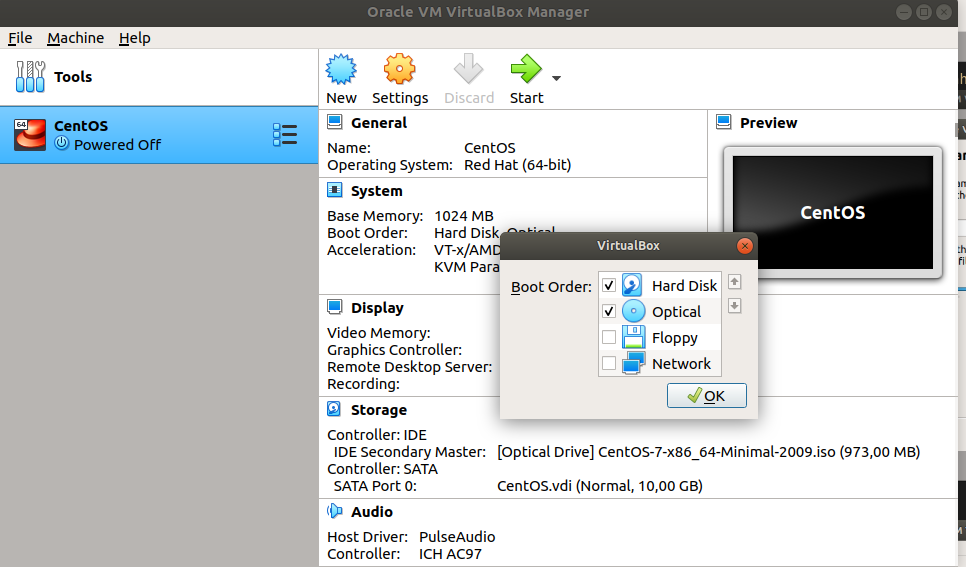 Oracle VM VirtualBox Manager
File Machine Help
Tools
New Settings Discard Start
64
CentOS
Powered Off
General
Name: CentOS
Operating System: Red Hat (64-bit)
System
Base Memory: 1024 MB
Boot Order: Hard Disk, Optical
Acceleration: VT-x/AMD
KVM Para
Display
Video Memory:
Graphics Controller:
Remote Desktop Server:
Recording:
Storage
Controller: IDE
IDE Secondary Master: [Optical Drive] CentOS-7-x86_64-Minimal-2009.iso (973,00 MB)
Controller: SATA
SATA Port 0: CentOS.vdi (Normal, 10,00 GB)
Audio
Host Driver: PulseAudio
Controller: ICH AC97
Preview
CentOS
VirtualBox
Boot Order:
Hard Disk
Optical
Floppy
Network
OK